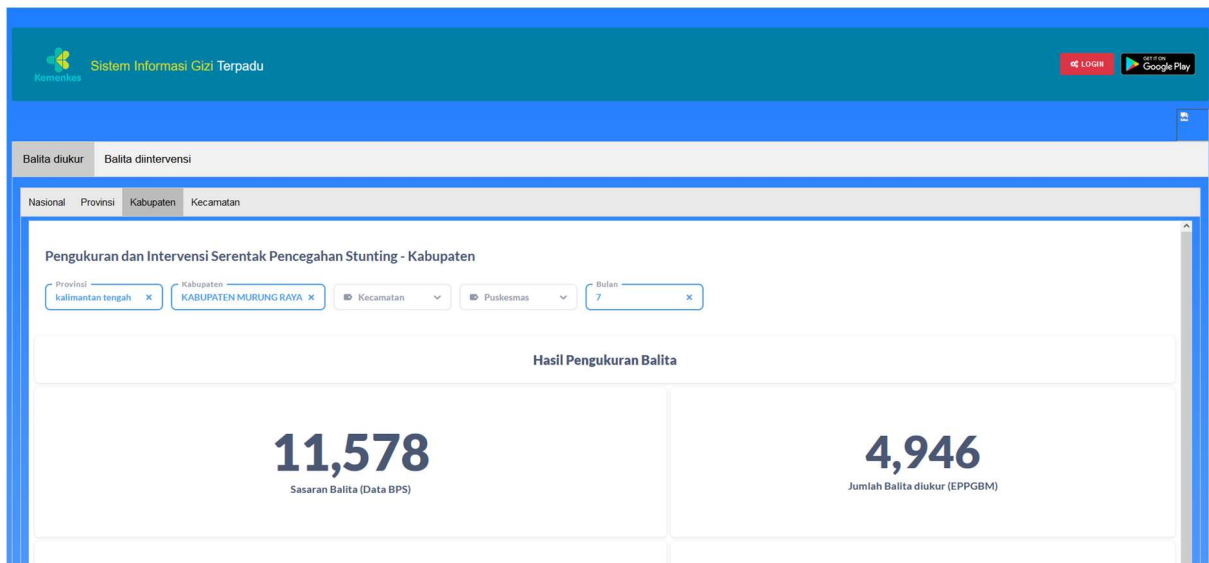 Kemenkes
Sistem Informasi Gizi Terpadu
LOGIN
GET IT ON
Google Play
Balita diukur Balita diintervensi
Nasional Provinsi Kabupaten Kecamatan
Pengukuran dan Intervensi Serentak Pencegahan Stunting - Kabupaten
Provinsi
kalimantan tengah
Kabupaten
KABUPATEN MURUNG RAYA
Kecamatan
Puskesmas
Bulan
7
Hasil Pengukuran Balita
11,578
Sasaran Balita (Data BPS)
4,946
Jumlah Balita diukur (EPPGBM)